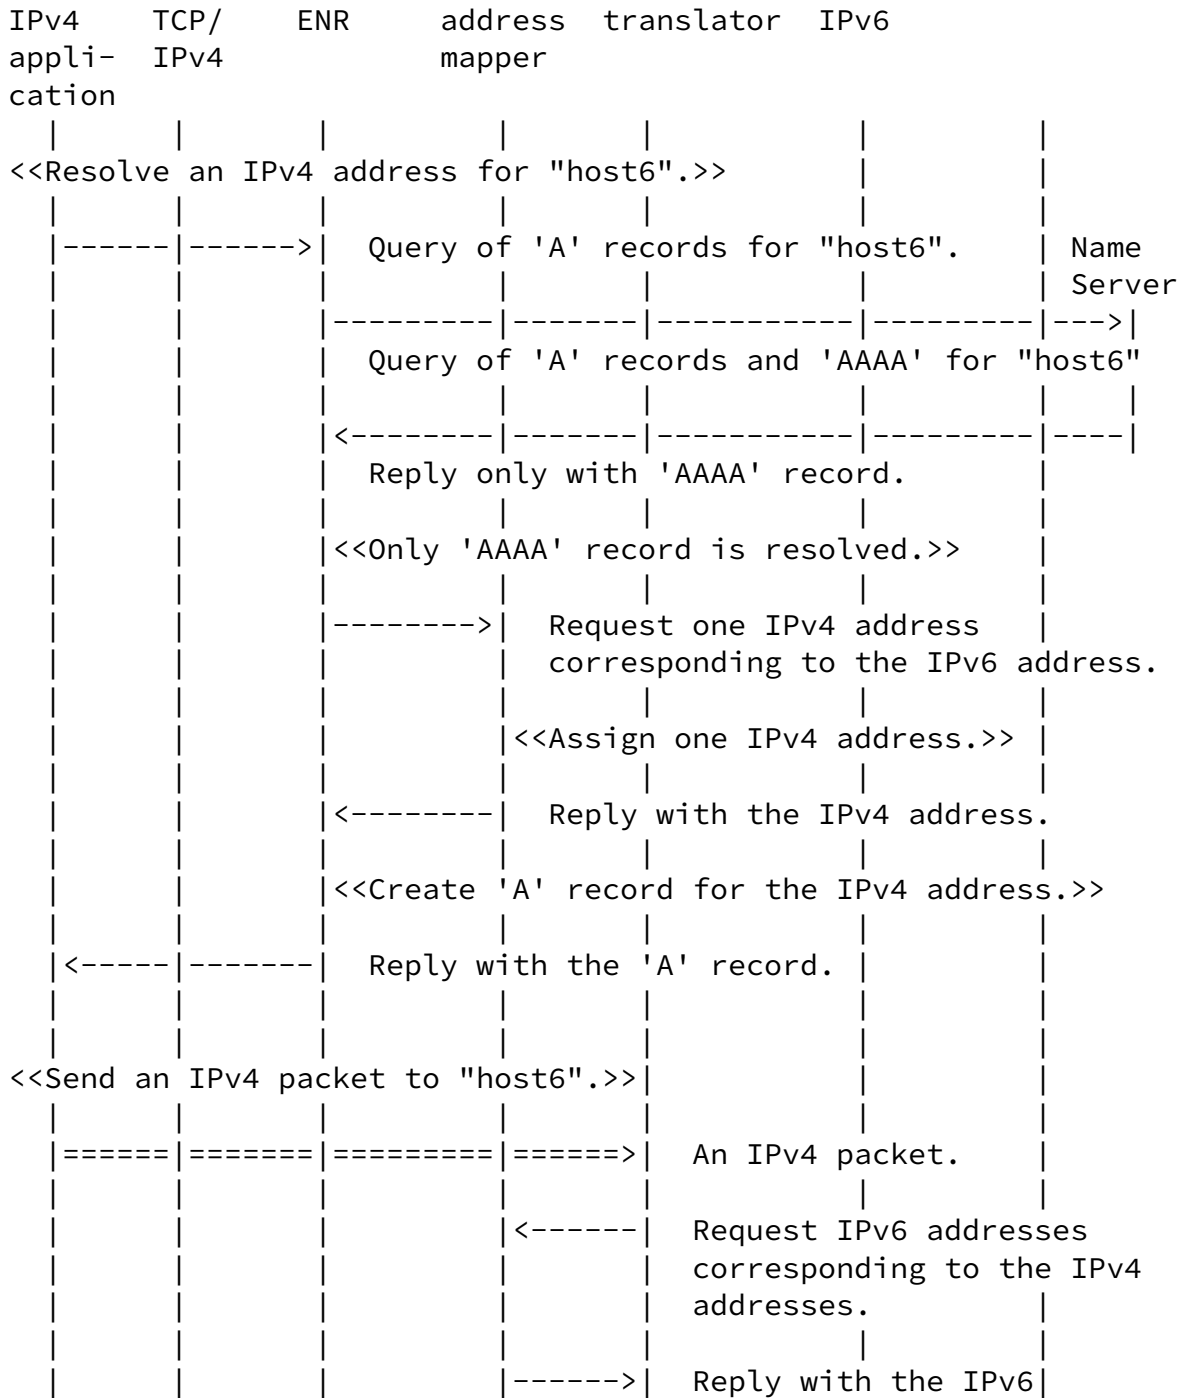 IPv4 TCP/ ENR address translator IPv6
appli- IPv4 mapper
cation
<<Resolve an IPv4 address for "host6".>>
Query of 'A' records for "host6". Name
Server
Query of 'A' records and 'AAAA' for "host6"
Reply only with 'AAAA' record.
<<Only 'AAAA' record is resolved.>>
Request one IPv4 address
corresponding to the IPv6 address.
<<Assign one IPv4 address.>>
Reply with the IPv4 address.
<<Create 'A' record for the IPv4 address.>>
Reply with the 'A' record.
<<Send an IPv4 packet to "host6".>>
An IPv4 packet.
Request IPv6 addresses
corresponding to the IPv4
addresses.
Reply with the IPv6